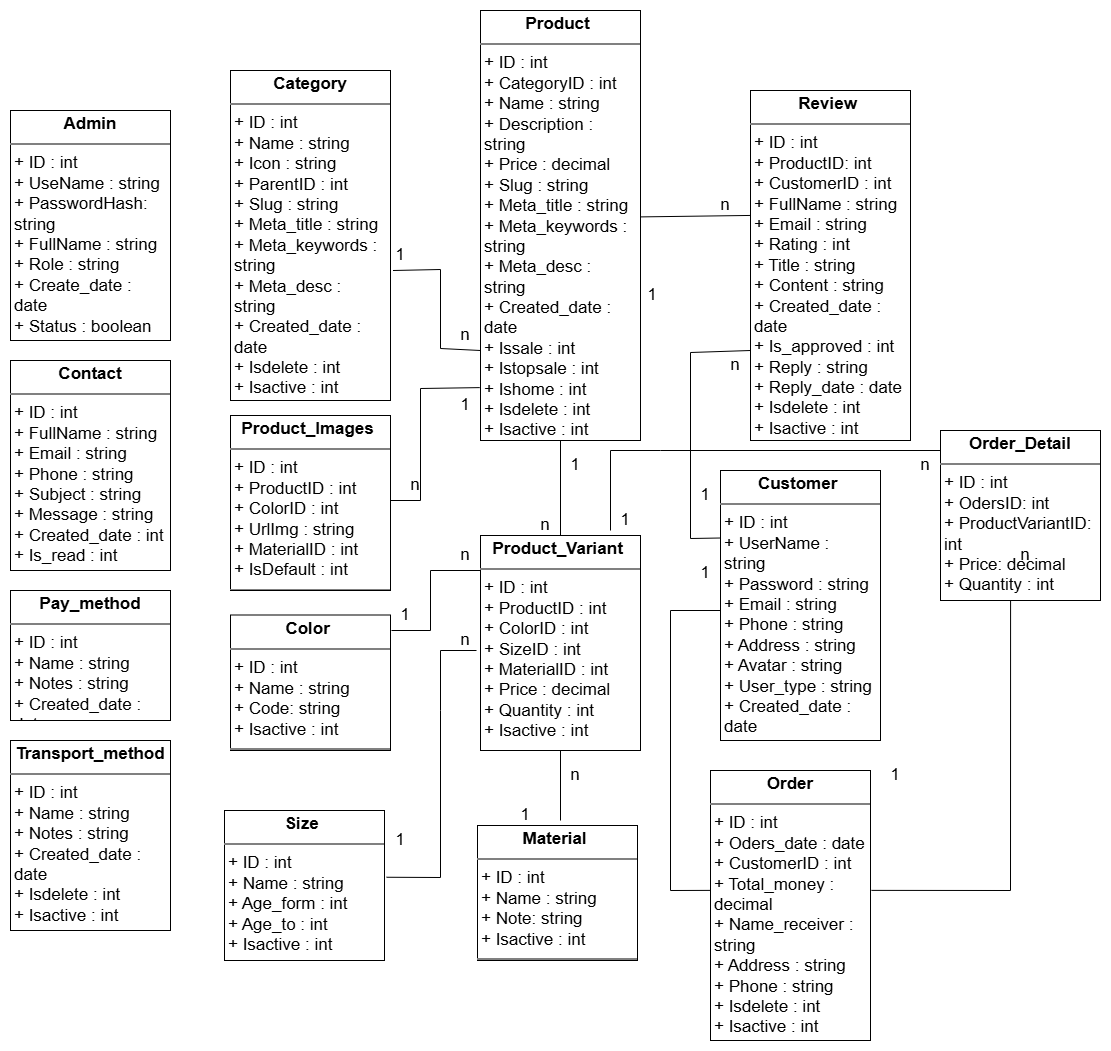 Admin
+ ID : int
+ UseName : string
+ PasswordHash:
string
+ FullName : string
+ Role : string
+ Create_date :
date
+ Status : boolean
Contact
+ ID : int
+ FullName : string
+ Email : string
+ Phone : string
+ Subject : string
+ Message : string
+ Created_date : int
+ Is_read : int
Pay_method
+ ID : int
+ Name : string
+ Notes : string
+ Created_date :
Transport_method
+ ID : int
+ Name : string
+ Notes : string
+ Created_date :
date
+ Isdelete : int
+ Isactive : int
Category
+ ID : int
+ Name : string
+ Icon : string
+ ParentID : int
+ Slug : string
+ Meta_title : string
+ Meta_keywords :
string
+ Meta_desc :
string
+ Created_date :
date
+ Isdelete : int
+ Isactive : int
1
n
Product_Images
+ ID : int
+ ProductID : int
+ ColorID : int
+ UrlImg : string
+ MaterialID : int
+ IsDefault : int
1
n
Color
+ ID : int
+ Name : string
+ Code: string
+ Isactive : int
n
1
Size
+ ID : int
+ Name : string
+ Age_form : int
+ Age_to : int
+ Isactive : int
n
1
Product
+ ID : int
+ CategoryID : int
+ Name : string
+ Description :
string
+ Price : decimal
+ Slug : string
+ Meta_title : string
+ Meta_keywords :
string
+ Meta_desc :
string
+ Created_date :
date
+ Issale : int
+ Istopsale : int
+ Ishome : int
+ Isdelete : int
+ Isactive : int
1
n
Product_Variant
+ ID : int
+ ProductID : int
+ ColorID : int
+ SizeID : int
+ MaterialID : int
+ Price : decimal
+ Quantity : int
+ Isactive : int
n
1
Material
+ ID : int
+ Name : string
+ Note: string
+ Isactive : int
n
1
Review
+ ID : int
+ ProductID: int
+ CustomerID : int
+ FullName : string
+ Email : string
+ Rating : int
+ Title : string
+ Content : string
+ Created_date :
date
+ Is_approved : int
+ Reply : string
+ Reply_date : date
+ Isdelete : int
+ Isactive : int
n
1
Customer
+ ID : int
+ UserName :
string
+ Password : string
+ Email : string
+ Phone : string
+ Address : string
+ Avatar : string
+ User_type : string
+ Created_date :
date
1
Order
+ ID : int
+ Oders_date : date
+ CustomerID : int
+ Total_money :
decimal
+ Name_receiver :
string
+ Address : string
+ Phone : string
+ Isdelete : int
+ Isactive : int
1
n
1
Order_Detail
+ ID : int
+ OdersID: int
+ ProductVariantID:
int
n
+ Price: decimal
+ Quantity : int